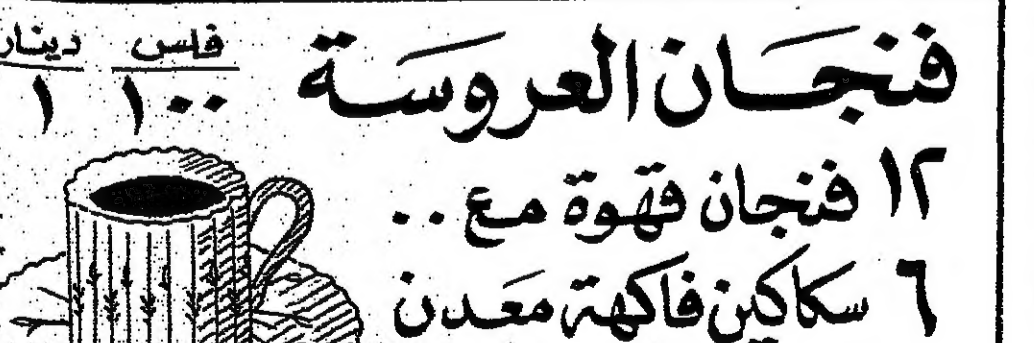 فنجان العروسة
فلس دينار
١٠٠ ١
١٢ فنجان قهوة مع ..
٦ سكاكين فاكهة معدن